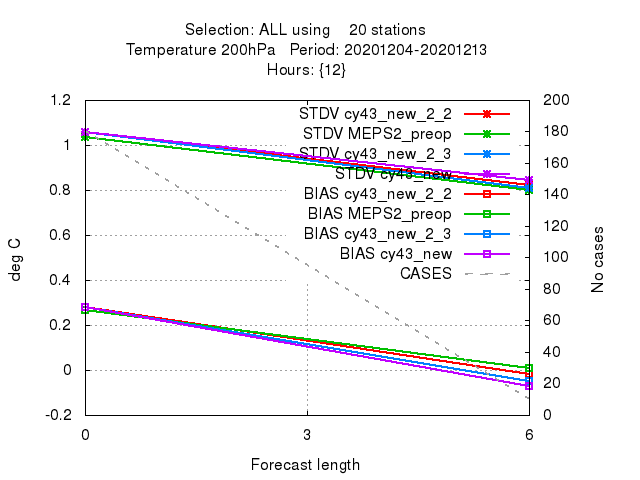 Selection: ALL using    20 stations
Temperature 200hPa   Period: 20201204-20201213
Hours: {12}
1.2
1
0.8
0.6
0.4
0.2
0
-0.2
200
180
160
140
120
100
80
60
40
20
0
STDV cy43_new_2_2
STDV MEPS2_preop
STDV cy43_new_2_3
STDV cy43_new
BIAS cy43_new_2_2
BIAS MEPS2_preop
BIAS cy43_new_2_3
BIAS cy43_new
CASES
deg C
No cases
0 3 6
Forecast length